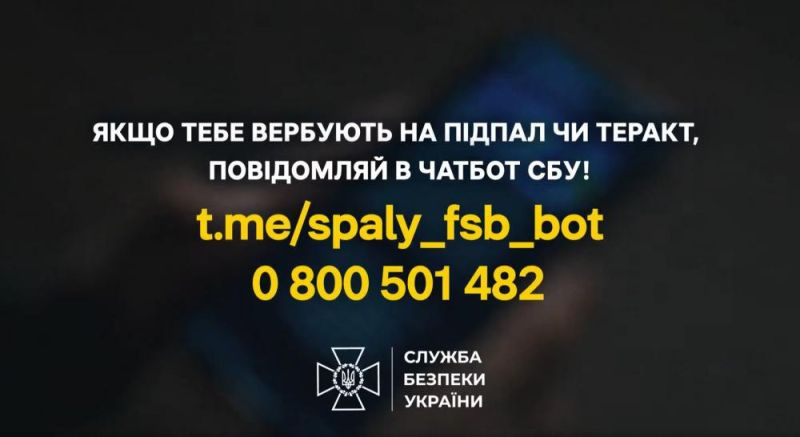 ЯКЩО ТЕБЕ ВЕРБУЮТЬ НА ПІДПАЛ ЧИ ТЕРАКТ,
ПОВІДОМЛЯЙ В ЧАТБОТ СБУ!
t.me/spaly_fsb_bot
0 800 501 482
СЛУЖБА
БЕЗПЕКИ
УКРАЇНИ